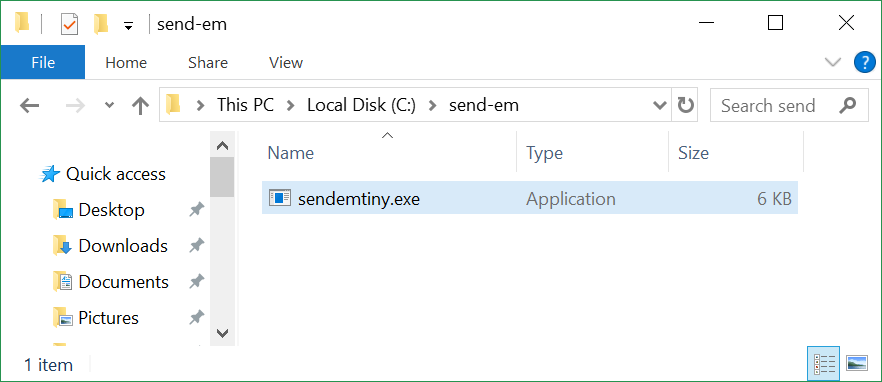 send-em
File Home Share View ?
This PC > Local Disk (C:) > send-em Search send
Name Type Size
Quick access
sendemtiny.exe Application 6 KB
Desktop
Downloads
Documents
Pictures
1 item